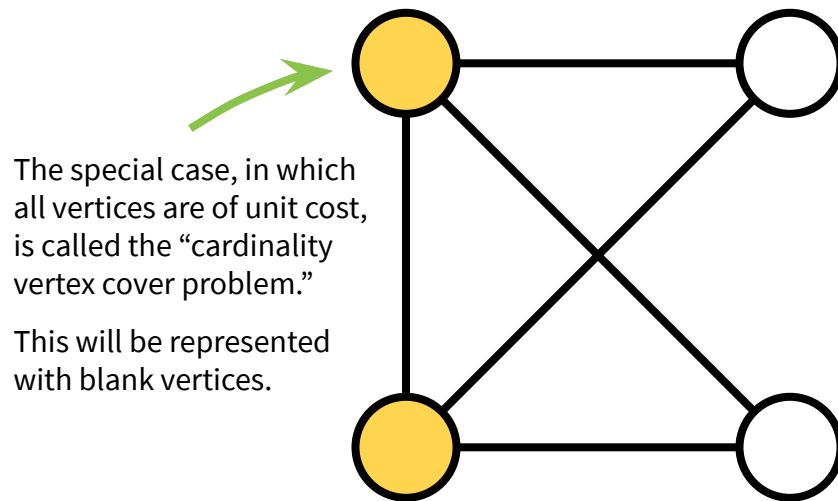 The special case, in which
all vertices are of unit cost,
is called the “cardinality
vertex cover problem.”
This will be represented
with blank vertices.